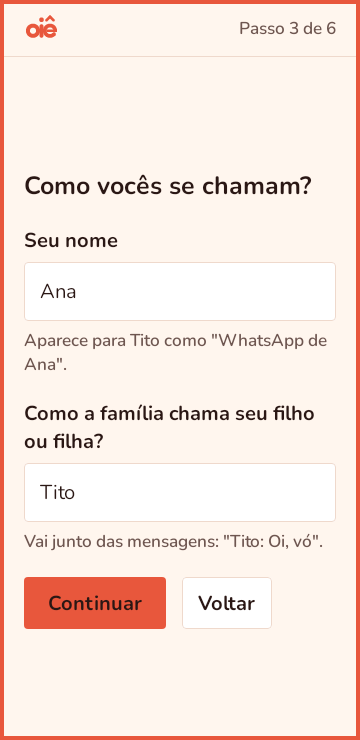 oiê
Passo 3 de 6
Como vocês se chamam?
Seu nome
Ana
Aparece para Tito como "WhatsApp de
Ana".
Como a família chama seu filho
ou filha?
Tito
Vai junto das mensagens: "Tito: Oi, vó".
Continuar
Voltar